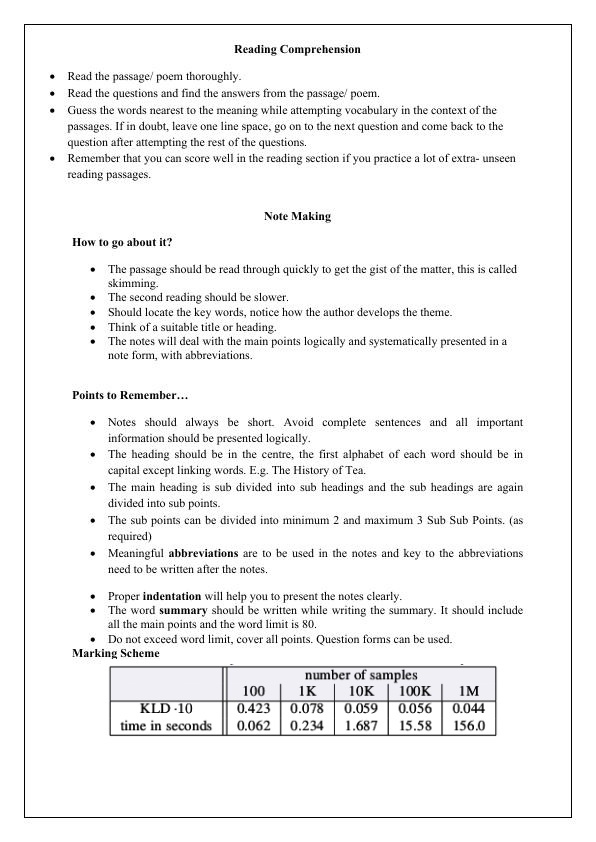 Reading Comprehension
• Read the passage/ poem thoroughly.
• Read the questions and find the answers from the passage/ poem.
• Guess the words nearest to the meaning while attempting vocabulary in the context of the
passages. If in doubt, leave one line space, go on to the next question and come back to the
question after attempting the rest of the questions.
• Remember that you can score well in the reading section if you practice a lot of extra- unseen
reading passages.
Note Making
How to go about it?
• The passage should be read through quickly to get the gist of the matter, this is called
skimming.
• The second reading should be slower.
• Should locate the key words, notice how the author develops the theme.
• Think of a suitable title or heading.
• The notes will deal with the main points logically and systematically presented in a
note form, with abbreviations.
Points to Remember…
• Notes should always be short. Avoid complete sentences and all important
information should be presented logically.
• The heading should be in the centre, the first alphabet of each word should be in
capital except linking words. E.g. The History of Tea.
• The main heading is sub divided into sub headings and the sub headings are again
divided into sub points.
• The sub points can be divided into minimum 2 and maximum 3 Sub Sub Points. (as
required)
• Meaningful abbreviations are to be used in the notes and key to the abbreviations
need to be written after the notes.
• Proper indentation will help you to present the notes clearly.
• The word summary should be written while writing the summary. It should include
all the main points and the word limit is 80.
• Do not exceed word limit, cover all points. Question forms can be used.
Marking Scheme
number of samples
100 1K 10K 100K 1M
KLD ·10 0.423 0.078 0.059 0.056 0.044
time in seconds 0.062 0.234 1.687 15.58 156.0